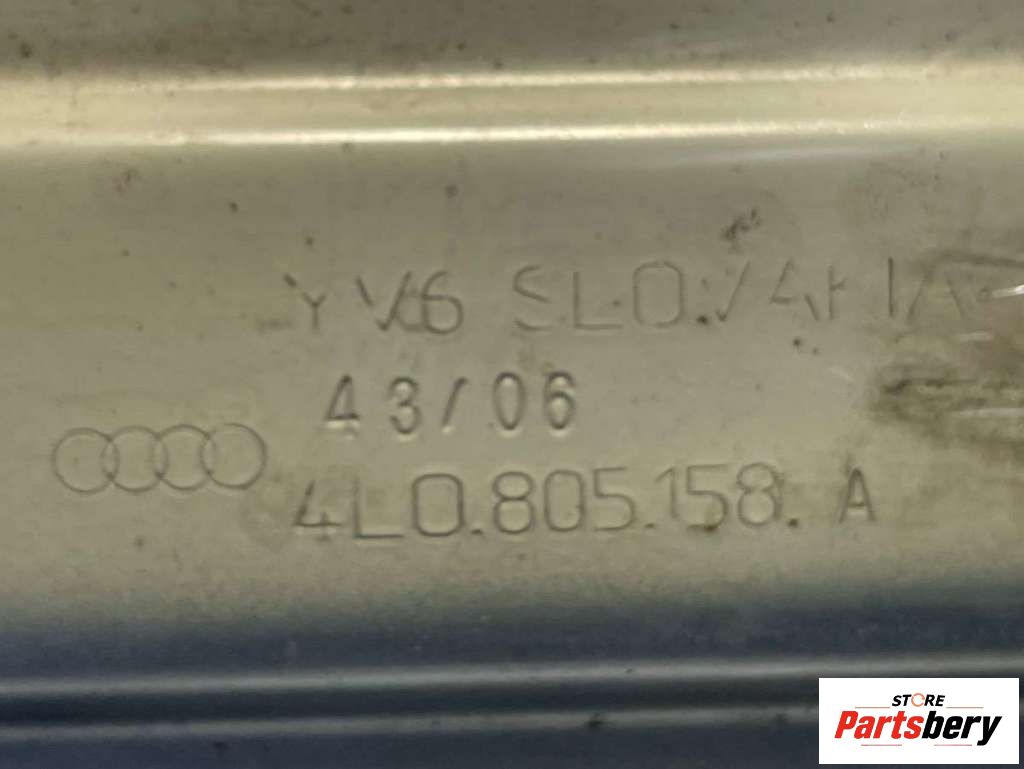 YV6 SLOVAKIA
43/06
4L0.805.158. A
STORE
Partsbery